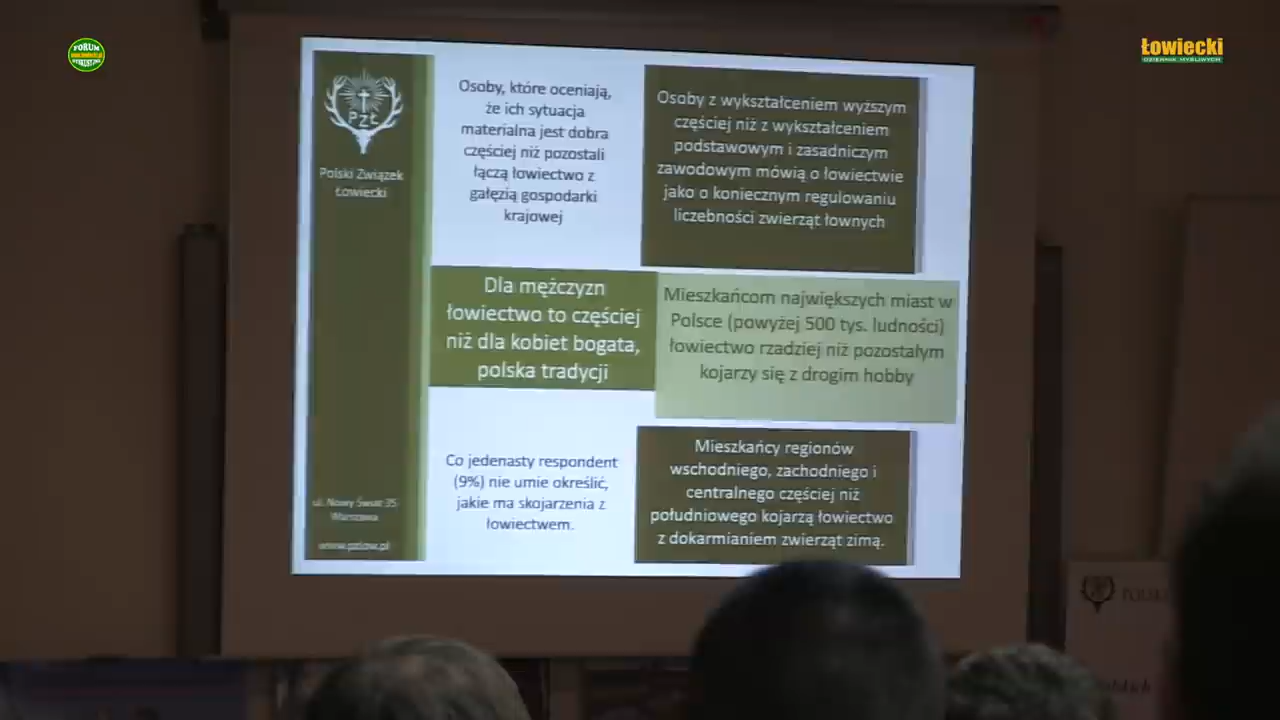 FORUM
Łowiecki
DZIENNIK MYŚLIWYCH
PZŁ
Polski Związek
Łowiecki
Osoby, które oceniają,
że ich sytuacja
materialna jest dobra
częściej niż pozostali
łączą łowiectwo z
gałęzią gospodarki
krajowej
Osoby z wykształceniem wyższym
częściej niż z wykształceniem
podstawowym i zasadniczym
zawodowym mówią o łowiectwie
jako o koniecznym regulowaniu
liczebności zwierząt łownych
Dla mężczyzn
łowiectwo to częściej
niż dla kobiet bogata,
polska tradycji
Mieszkańcom największych miast w
Polsce (powyżej 500 tys. ludności)
łowiectwo rzadziej niż pozostałym
kojarzy się z drogim hobby
Co jedenasty respondent
(9%) nie umie określić,
jakie ma skojarzenia z
łowiectwem.
Mieszkańcy regionów
wschodniego, zachodniego i
centralnego częściej niż
południowego kojarzą łowiectwo
z dokarmianiem zwierząt zimą.
ul. Nowy Świat 35
Warszawa
www.pzlow.pl